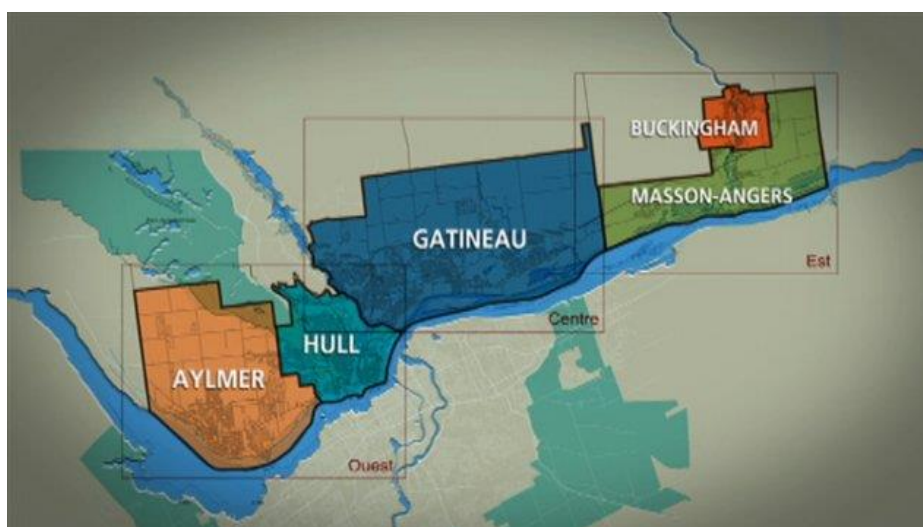 BUCKINGHAM
MASSON-ANGERS
GATINEAU
Est
Centre
HULL
AYLMER
Ouest